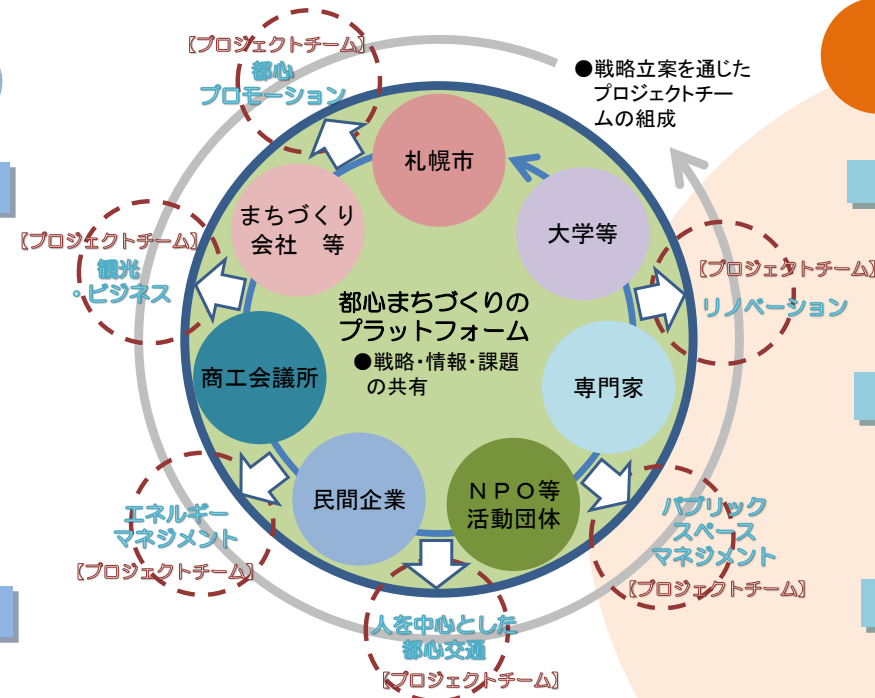 【プロジェクトチーム】
都心
プロモーション
●戦略立案を通じた
プロジェクトチー
ムの組成
札幌市
まちづくり
会社　等
大学等
【プロジェクトチーム】
観光
・ビジネス
【プロジェクトチーム】
リノベーション
都心まちづくりの
プラットフォーム
●戦略・情報・課題
の共有
商工会議所
専門家
民間企業
ＮＰＯ等
活動団体
エネルギー
マネジメント
【プロジェクトチーム】
パブリック
スペース
マネジメント
【プロジェクトチーム】
人を中心とした
都心交通
【プロジェクトチーム】